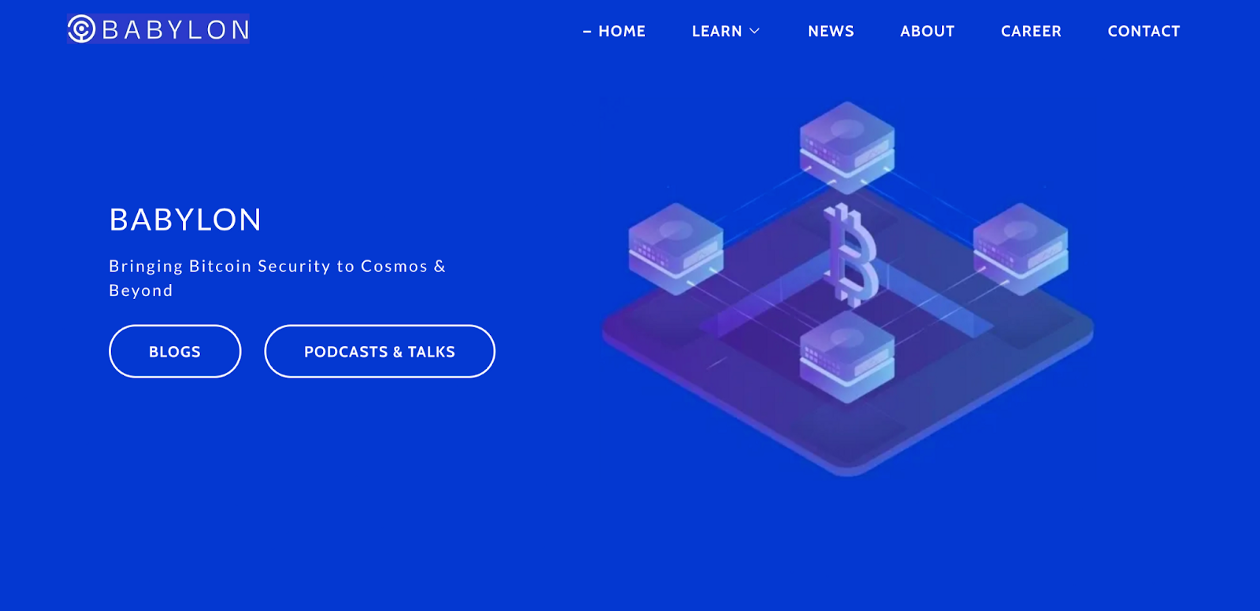 BABYLON
– HOME LEARN NEWS ABOUT CAREER CONTACT
BABYLON
Bringing Bitcoin Security to Cosmos &
Beyond
BLOGS PODCASTS & TALKS